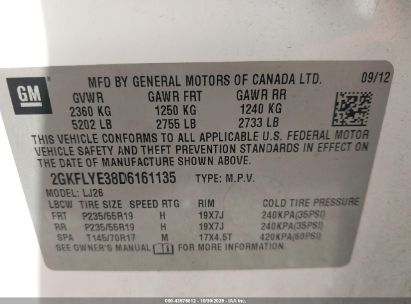 GM
MFD BY GENERAL MOTORS OF CANADA LTD. 09/12
GVWR GAWR FRT GAWR RR
2360 KG 1250 KG 1240 KG
5202 LB 2755 LB 2733 LB
THIS VEHICLE CONFORMS TO ALL APPLICABLE U.S. FEDERAL MOTOR
VEHICLE SAFETY AND THEFT PREVENTION STANDARDS IN EFFECT ON
THE DATE OF MANUFACTURE SHOWN ABOVE.
2GKFLYE38D6161135 TYPE: M.P.V.
MODEL: LJ26
LBCW TIRE SIZE SPEED RTG RIM COLD TIRE PRESSURE
FRT P235/55R19 H 19X7J 240KPA(35PSI)
RR P235/55R19 H 19X7J 240KPA(35PSI)
SPA T145/70R17 M 17X4.5T 420KPA(60PSI)
SEE OWNER'S MANUAL FOR ADDITIONAL INFORMATION.